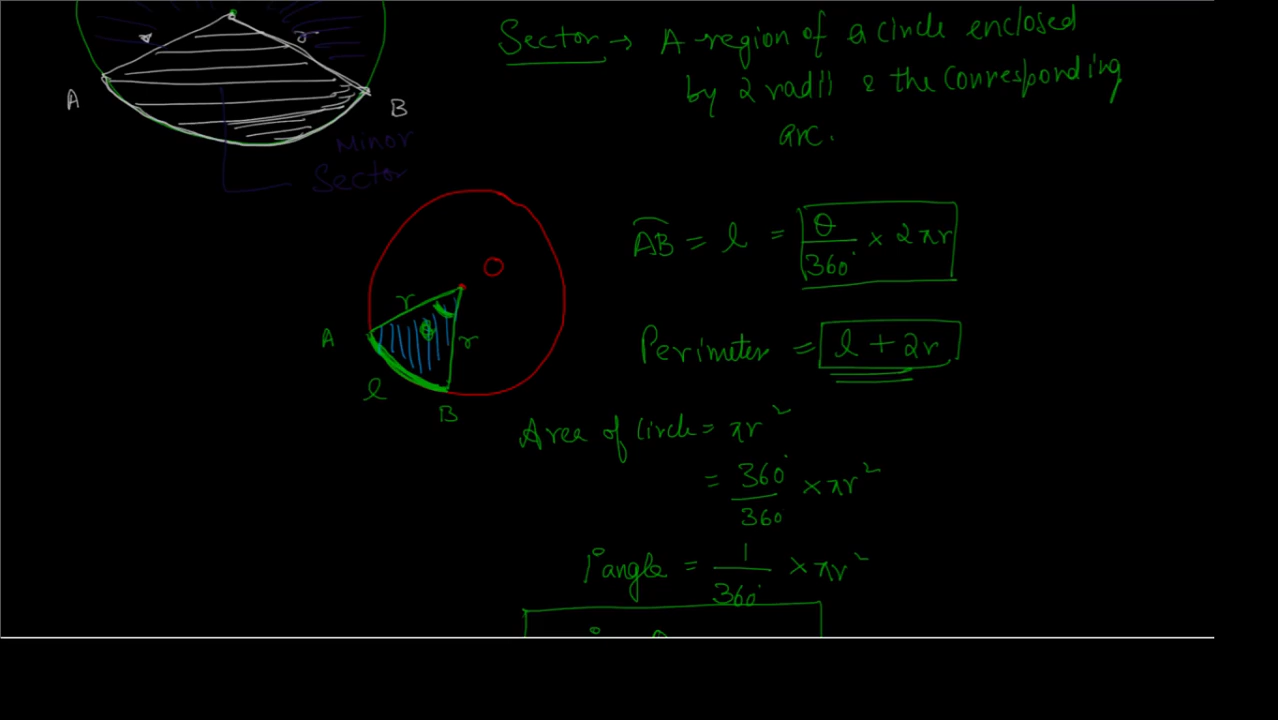 r
A
B
Minor
Sector
Sector → A region of a circle enclosed
by 2 radii & the Corresponding
arc.
AB = l = θ/360° × 2πr
Perimeter = l + 2r
O
r
θ
r
A
l
B
Area of Circle = πr²
= 360°/360 × πr²
1°angle = 1/360° × πr²